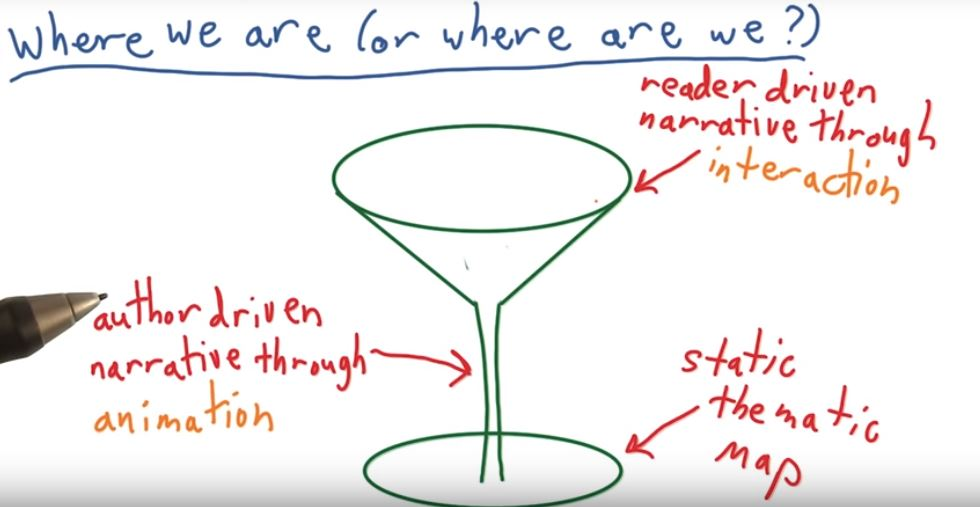 Where we are (or where are we?)
reader driven
narrative through
interaction
author driven
narrative through
animation
static
thematic
map